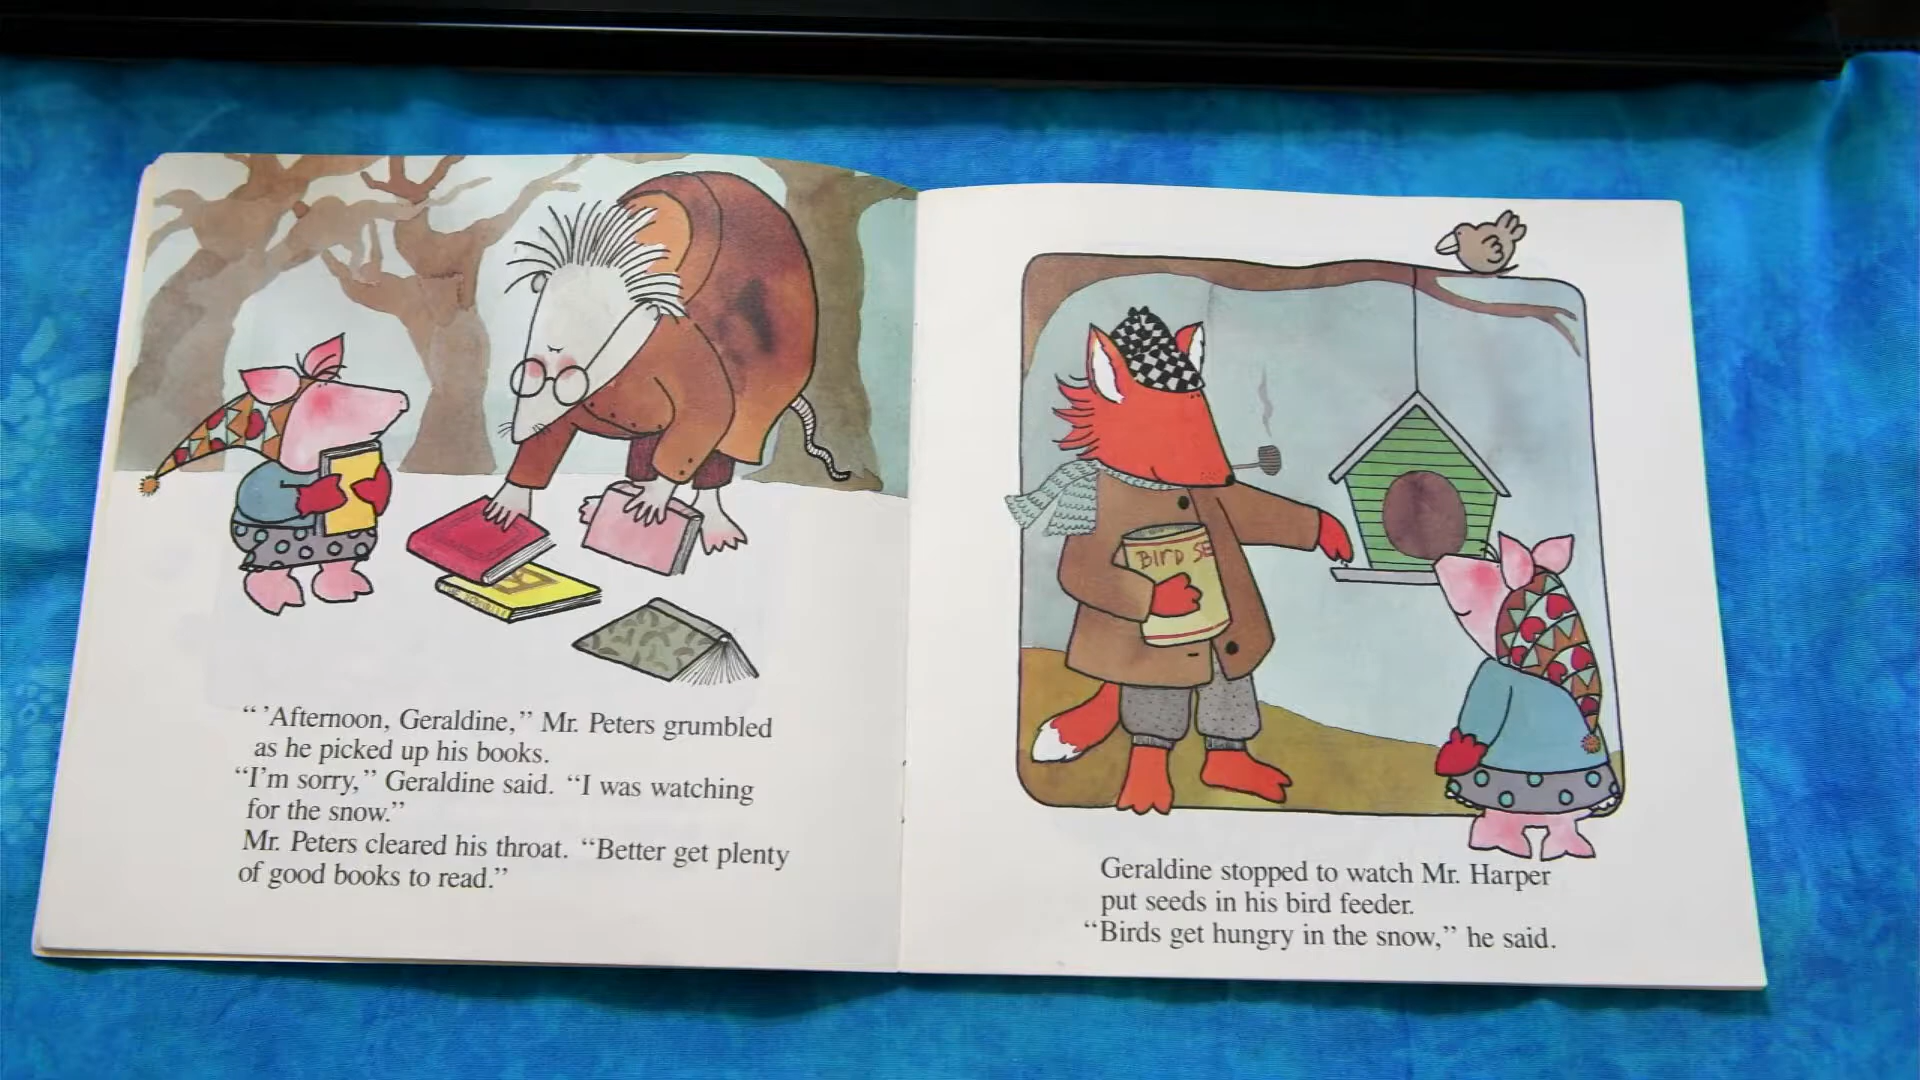 “ ’Afternoon, Geraldine,” Mr. Peters grumbled
as he picked up his books.
“I’m sorry,” Geraldine said. “I was watching
for the snow.”
Mr. Peters cleared his throat. “Better get plenty
of good books to read.”
BIrD SE
Geraldine stopped to watch Mr. Harper
put seeds in his bird feeder.
“Birds get hungry in the snow,” he said.